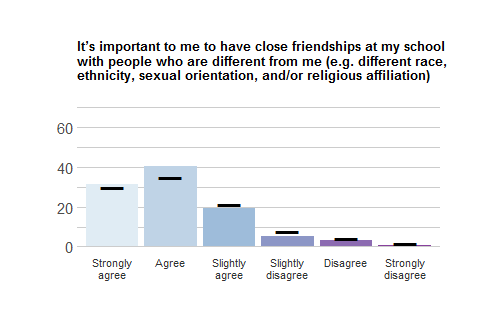 It's important to me to have close friendships at my school
with people who are different from me (e.g. different race,
ethnicity, sexual orientation, and/or religious affiliation)
60
40
20
0
Strongly agree
Agree
Slightly agree
Slightly disagree
Disagree
Strongly disagree